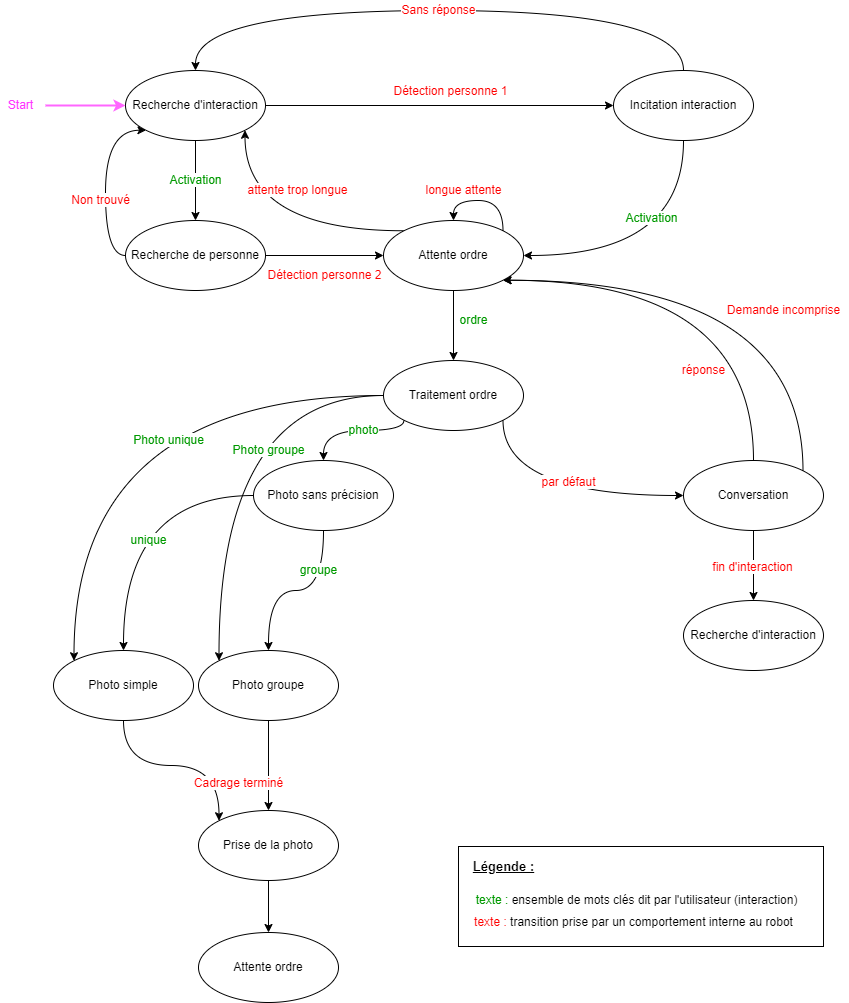 Sans réponse
Start
Recherche d'interaction
Détection personne 1
Incitation interaction
Activation
Non trouvé
attente trop longue
longue attente
Activation
Recherche de personne
Détection personne 2
Attente ordre
ordre
Demande incomprise
réponse
Traitement ordre
Photo unique
Photo groupe
photo
par défaut
Photo sans précision
Conversation
unique
groupe
fin d'interaction
Recherche d'interaction
Photo simple
Photo groupe
Cadrage terminé
Prise de la photo
Légende :
texte : ensemble de mots clés dit par l'utilisateur (interaction)
texte : transition prise par un comportement interne au robot
Attente ordre